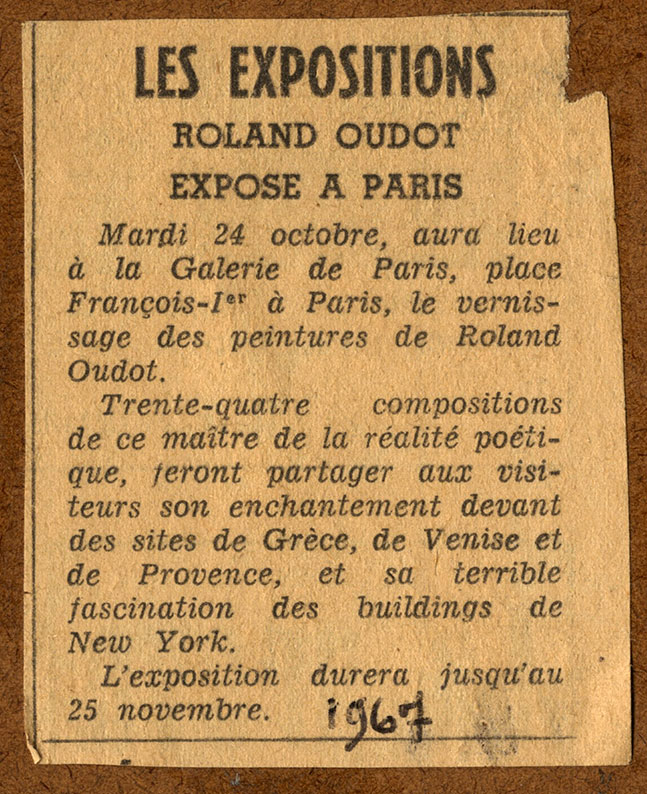 LES EXPOSITIONS
ROLAND OUDOT
EXPOSE A PARIS
Mardi 24 octobre, aura lieu
à la Galerie de Paris, place
François-Iᵉʳ à Paris, le vernis-
sage des peintures de Roland
Oudot.
Trente-quatre compositions
de ce maître de la réalité poéti-
que, feront partager aux visi-
teurs son enchantement devant
des sites de Grèce, de Venise et
de Provence, et sa terrible
fascination des buildings de
New York.
L'exposition durera jusqu'au
25 novembre.
1967